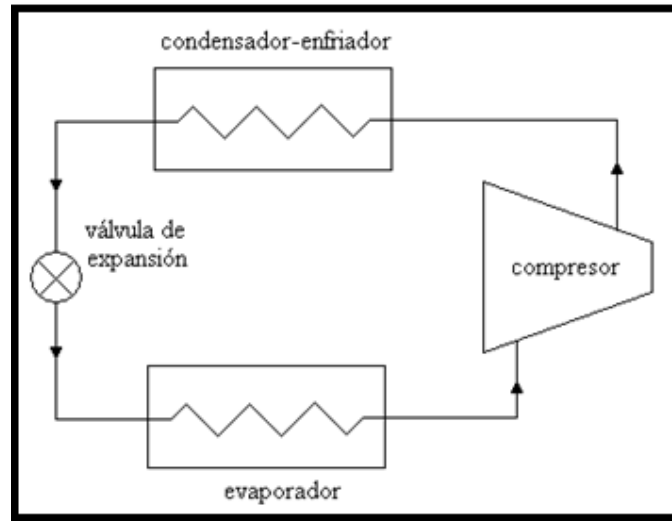 condensador-enfriador
válvula de
expansión
compresor
evaporador